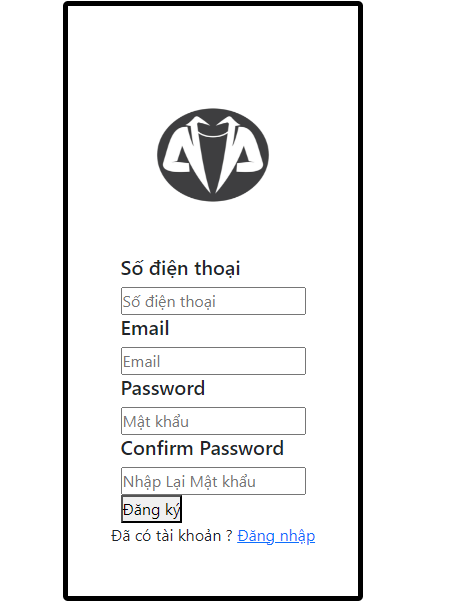 Số điện thoại
Số điện thoại
Email
Email
Password
Mật khẩu
Confirm Password
Nhập Lại Mật khẩu
Đăng ký
Đã có tài khoản ? Đăng nhập